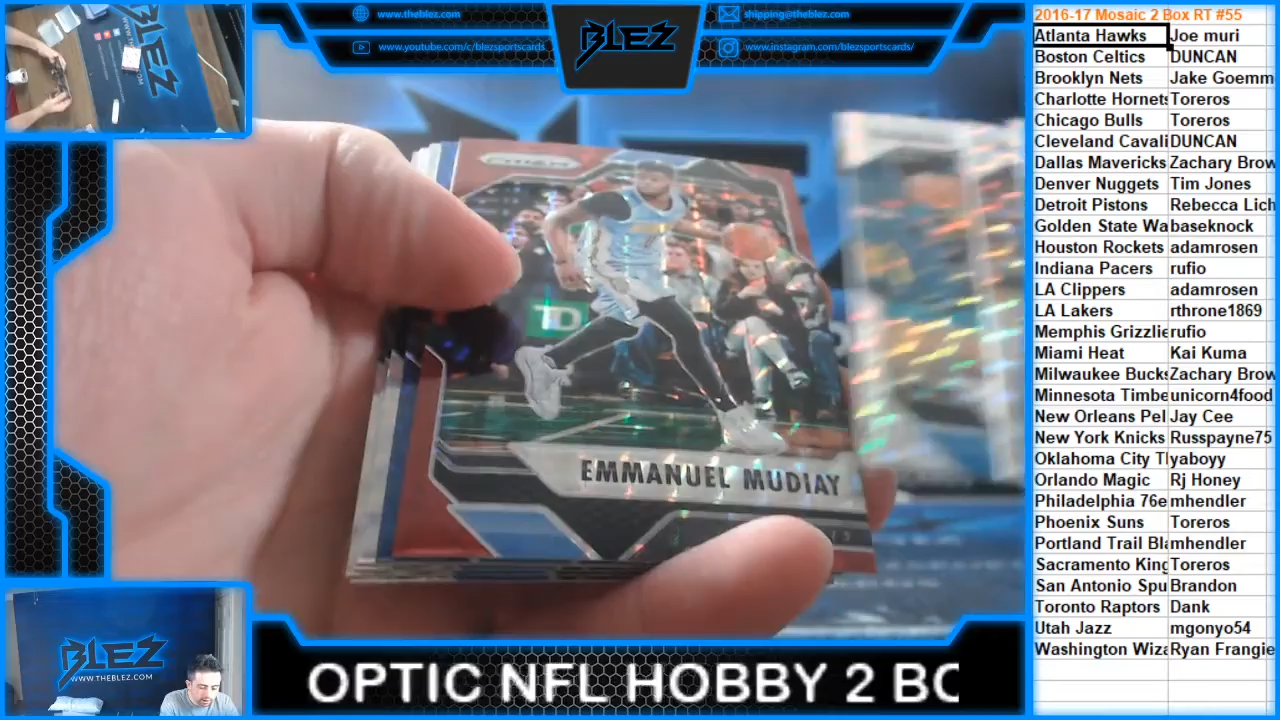 www.theblez.com
shipping@theblez.com
BLEZ
www.youtube.com/c/blezsportscards
www.instagram.com/blezsportscards/
2016-17 Mosaic 2 Box RT #55
Atlanta Hawks Joe muri
Boston Celtics DUNCAN
Brooklyn Nets Jake Goemm
Charlotte Hornets Toreros
Chicago Bulls Toreros
Cleveland Cavali DUNCAN
Dallas Mavericks Zachary Brow
Denver Nuggets Tim Jones
Detroit Pistons Rebecca Lich
Golden State Wa baseknock
Houston Rockets adamrosen
Indiana Pacers rufio
LA Clippers adamrosen
LA Lakers rthrone1869
Memphis Grizzlie rufio
Miami Heat Kai Kuma
Milwaukee Bucks Zachary Brow
Minnesota Timbe unicorn4food
New Orleans Pel Jay Cee
New York Knicks Russpayne75
Oklahoma City Tl yaboyy
Orlando Magic Rj Honey
Philadelphia 76e mhendler
Phoenix Suns Toreros
Portland Trail Bla mhendler
Sacramento King Toreros
San Antonio Spu Brandon
Toronto Raptors Dank
Utah Jazz mgonyo54
Washington Wiza Ryan Frangie
PRIZM
TD
EMMANUEL MUDIAY
BLEZ
WWW.THEBLEZ.COM
OPTIC NFL HOBBY 2 BO